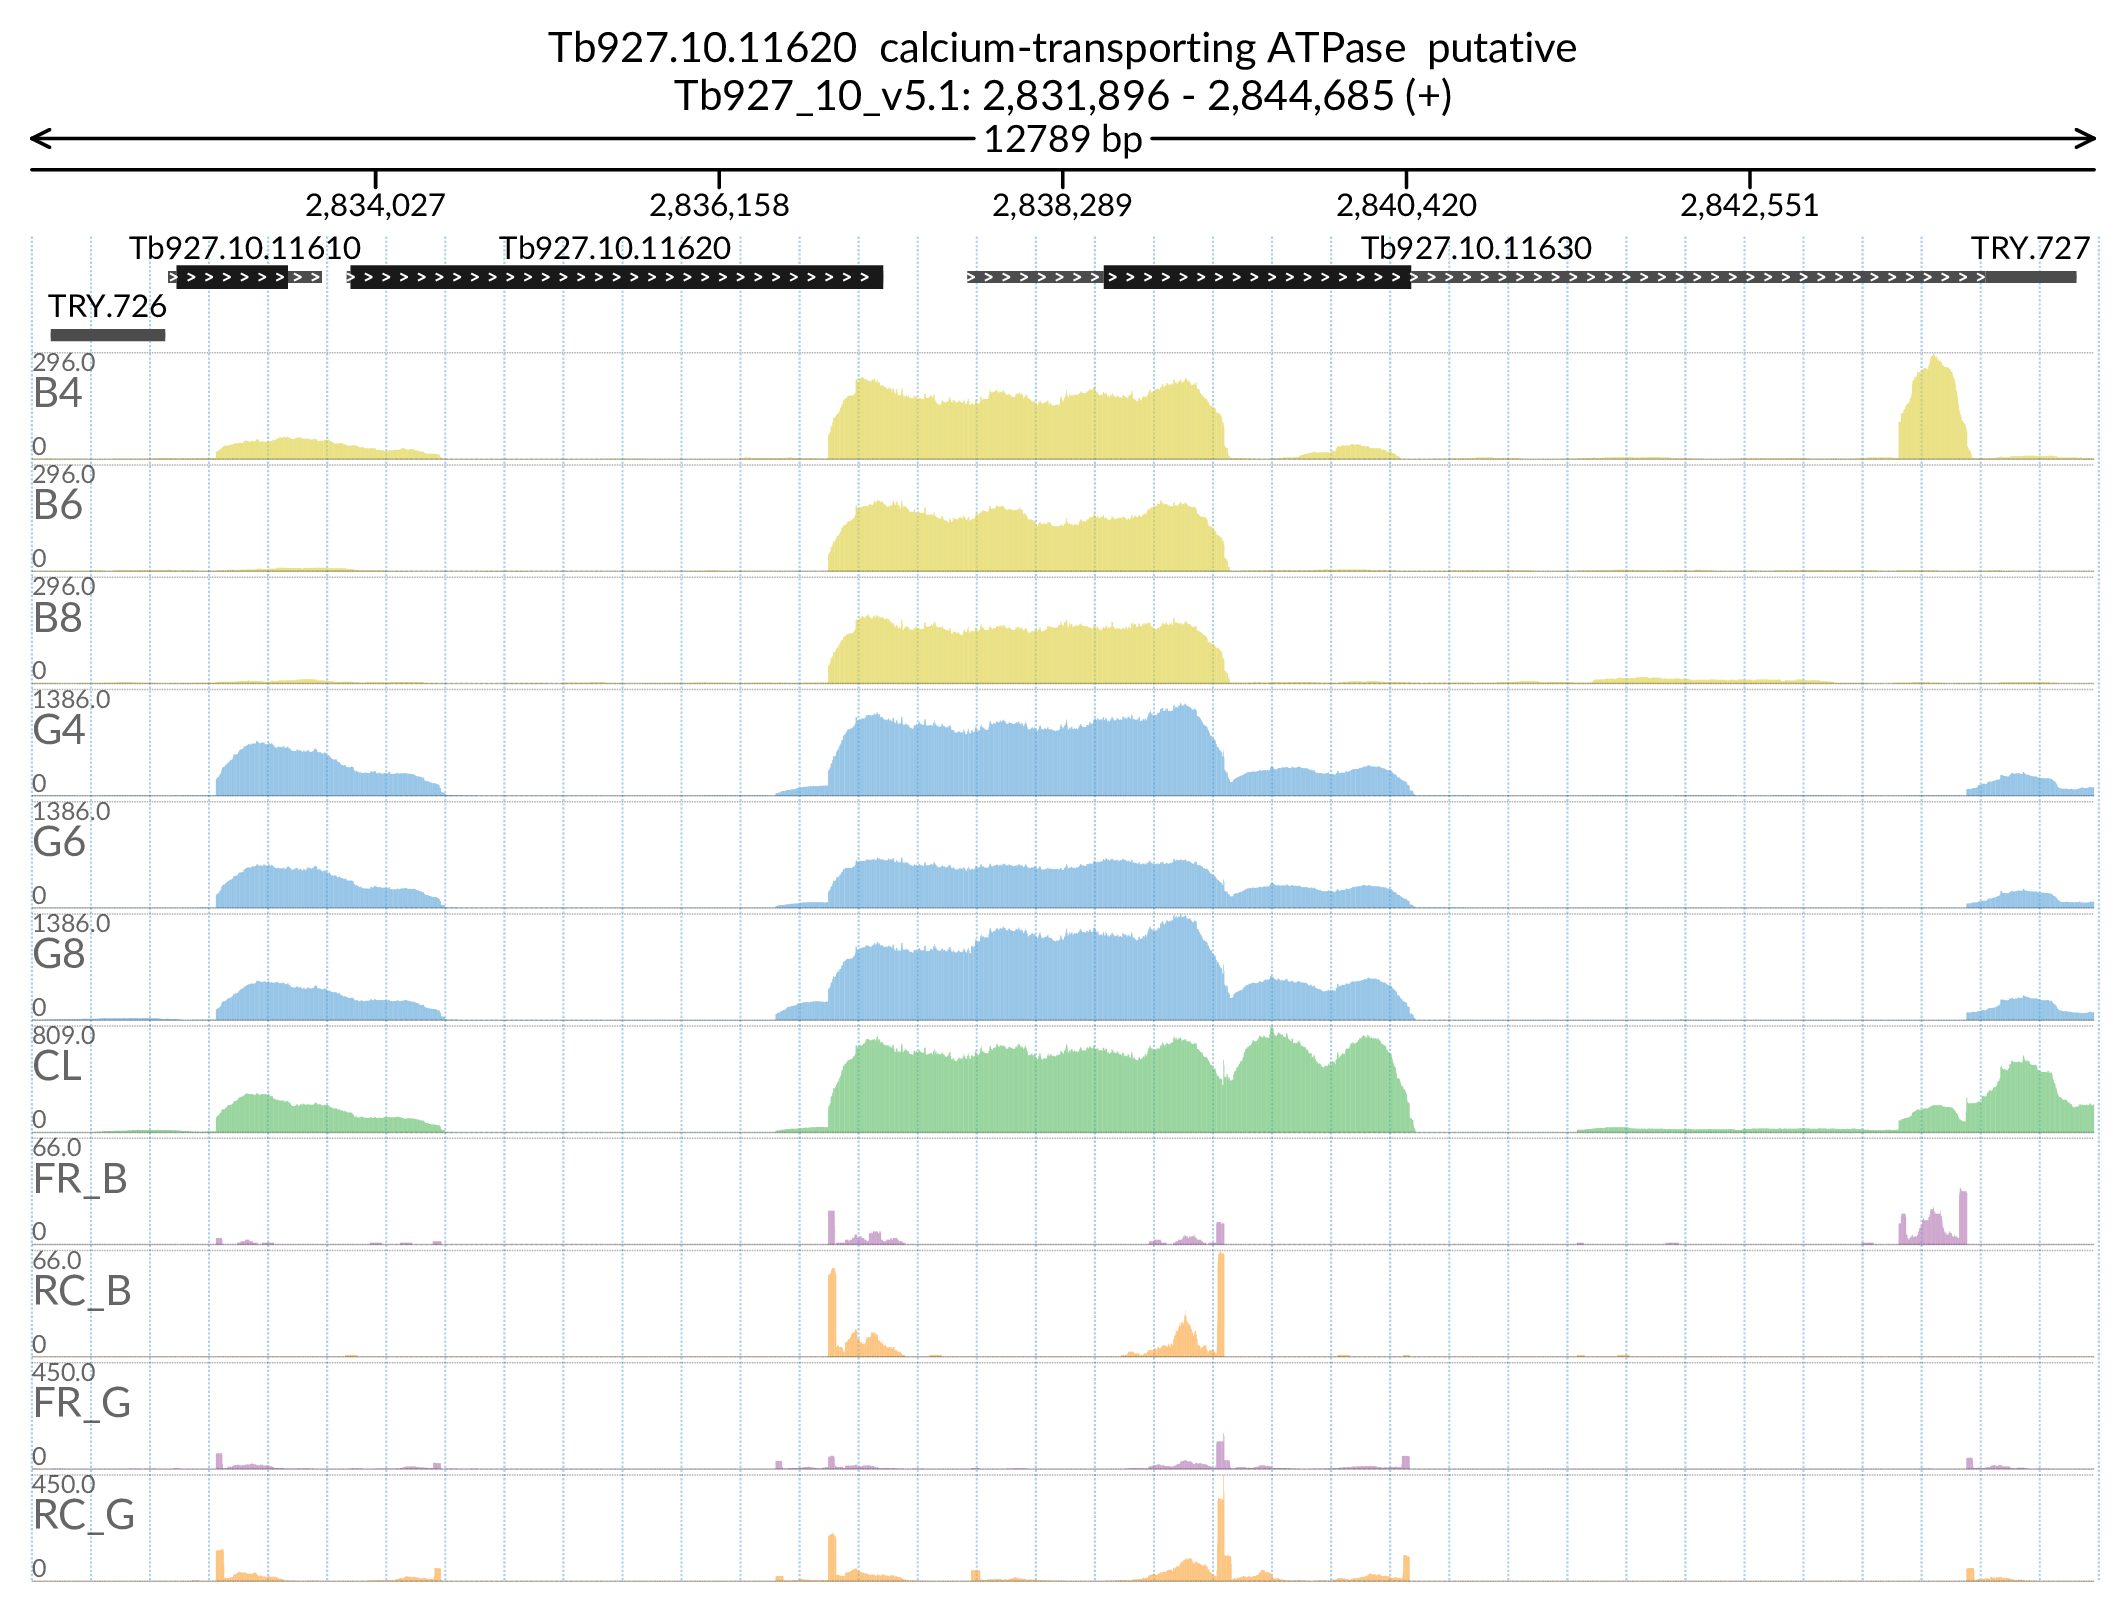 Tb927.10.11620  calcium-transporting ATPase  putative
Tb927_10_v5.1: 2,831,896 - 2,844,685 (+)
12789 bp
2,834,027 2,836,158 2,838,289 2,840,420 2,842,551
Tb927.10.11610 Tb927.10.11620 Tb927.10.11630 TRY.727
TRY.726
296.0
B4
0
296.0
B6
0
296.0
B8
0
1386.0
G4
0
1386.0
G6
0
1386.0
G8
0
809.0
CL
0
66.0
FR_B
0
66.0
RC_B
0
450.0
FR_G
0
450.0
RC_G
0